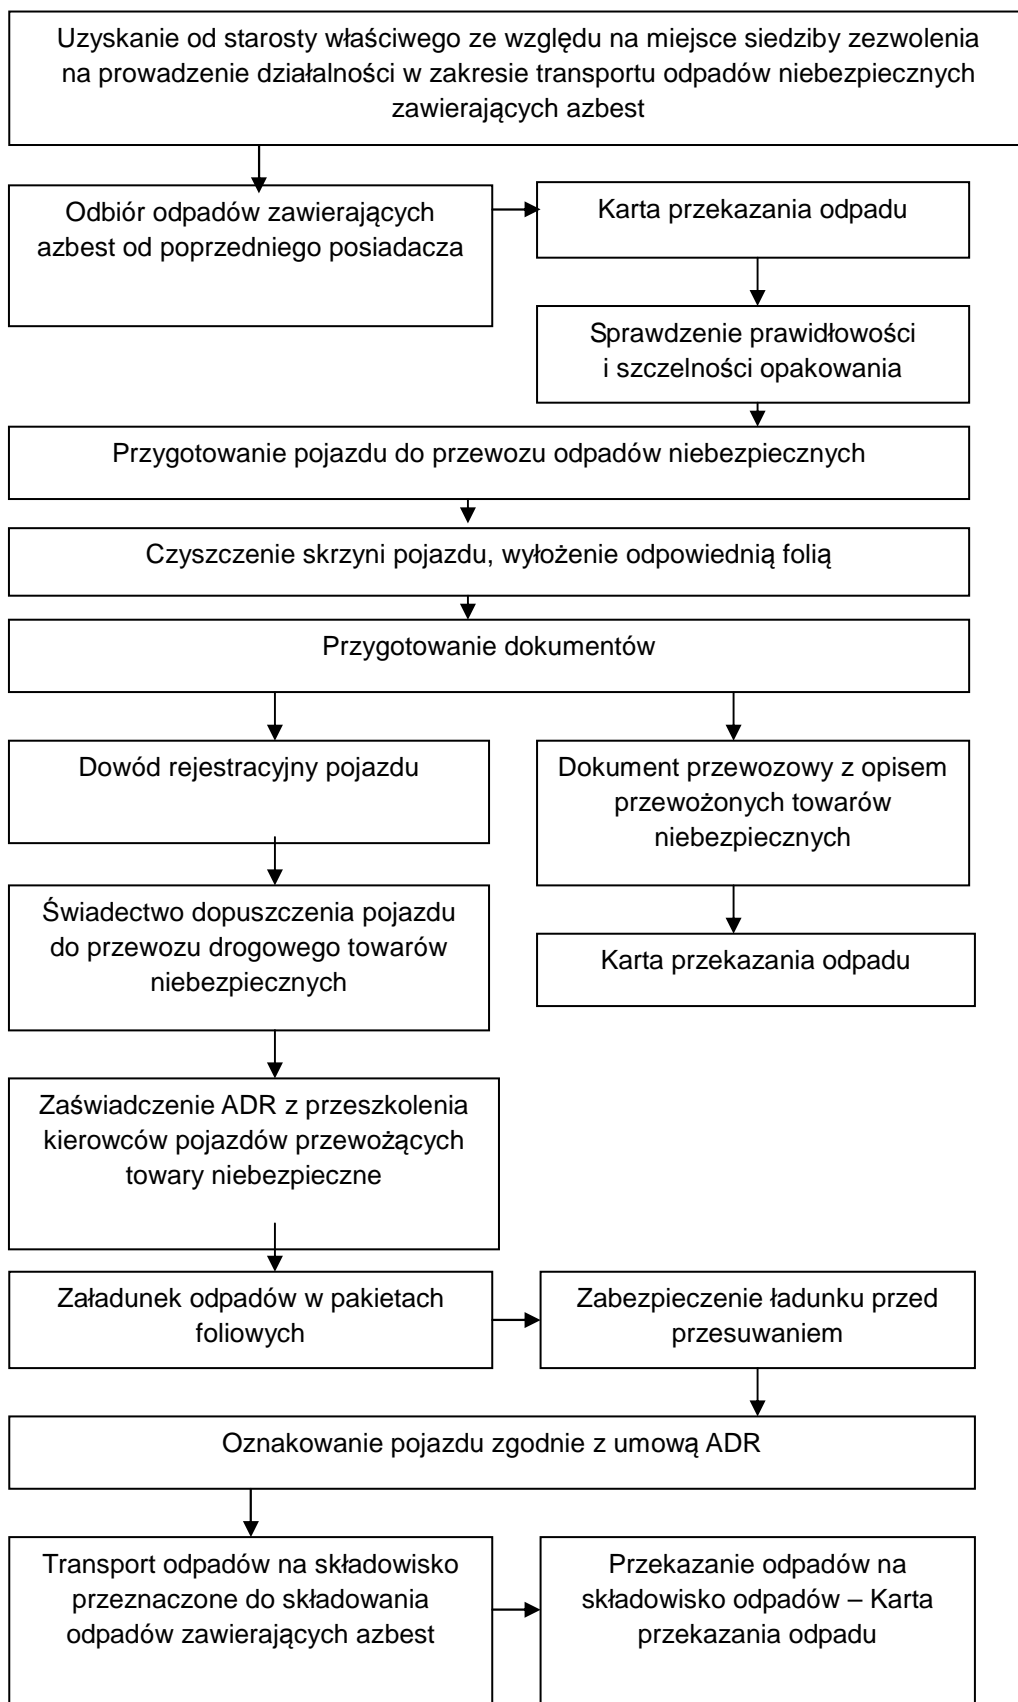 Uzyskanie od starosty właściwego ze względu na miejsce siedziby zezwolenia
na prowadzenie działalności w zakresie transportu odpadów niebezpiecznych
zawierających azbest
Odbiór odpadów zawierających
azbest od poprzedniego posiadacza
Karta przekazania odpadu
Sprawdzenie prawidłowości
i szczelności opakowania
Przygotowanie pojazdu do przewozu odpadów niebezpiecznych
Czyszczenie skrzyni pojazdu, wyłożenie odpowiednią folią
Przygotowanie dokumentów
Dowód rejestracyjny pojazdu
Dokument przewozowy z opisem
przewożonych towarów
niebezpiecznych
Świadectwo dopuszczenia pojazdu
do przewozu drogowego towarów
niebezpiecznych
Karta przekazania odpadu
Zaświadczenie ADR z przeszkolenia
kierowców pojazdów przewożących
towary niebezpieczne
Załadunek odpadów w pakietach
foliowych
Zabezpieczenie ładunku przed
przesuwaniem
Oznakowanie pojazdu zgodnie z umową ADR
Transport odpadów na składowisko
przeznaczone do składowania
odpadów zawierających azbest
Przekazanie odpadów na
składowisko odpadów – Karta
przekazania odpadu